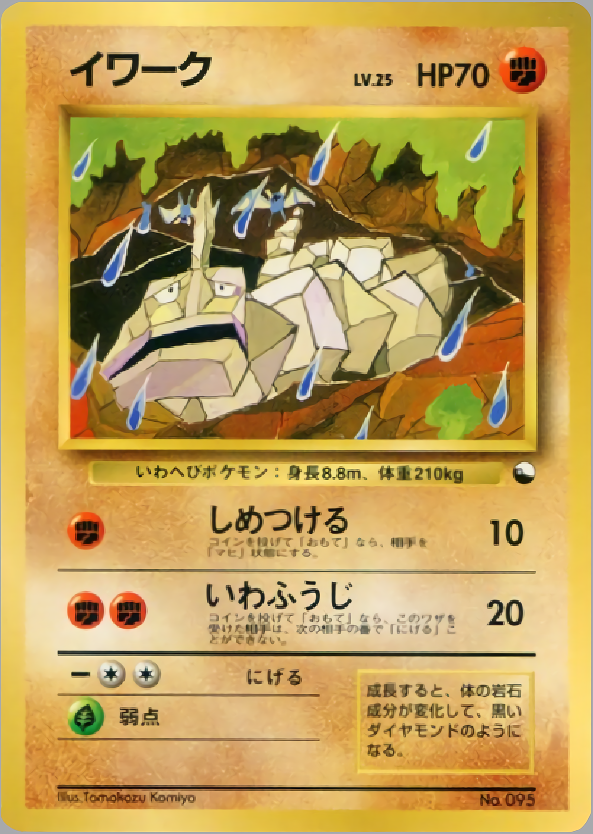 イワーク
LV.25 HP70
いわへびポケモン：身長8.8m、体重210kg
しめつける 10
コインを投げて「おもて」なら、相手を
「マヒ」状態にする。
いわふうじ 20
コインを投げて「おもて」なら、このワザを
受けた相手は、次の相手の番で「にげる」こ
とができない。
ー にげる
弱点
成長すると、体の岩石
成分が変化して、黒い
ダイヤモンドのように
なる。
Illus.Tomokazu Komiyo
No. 095